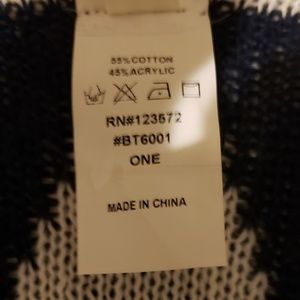 55%COTTON
45%ACRYLIC
RN#123572
#BT6001
ONE
MADE IN CHINA